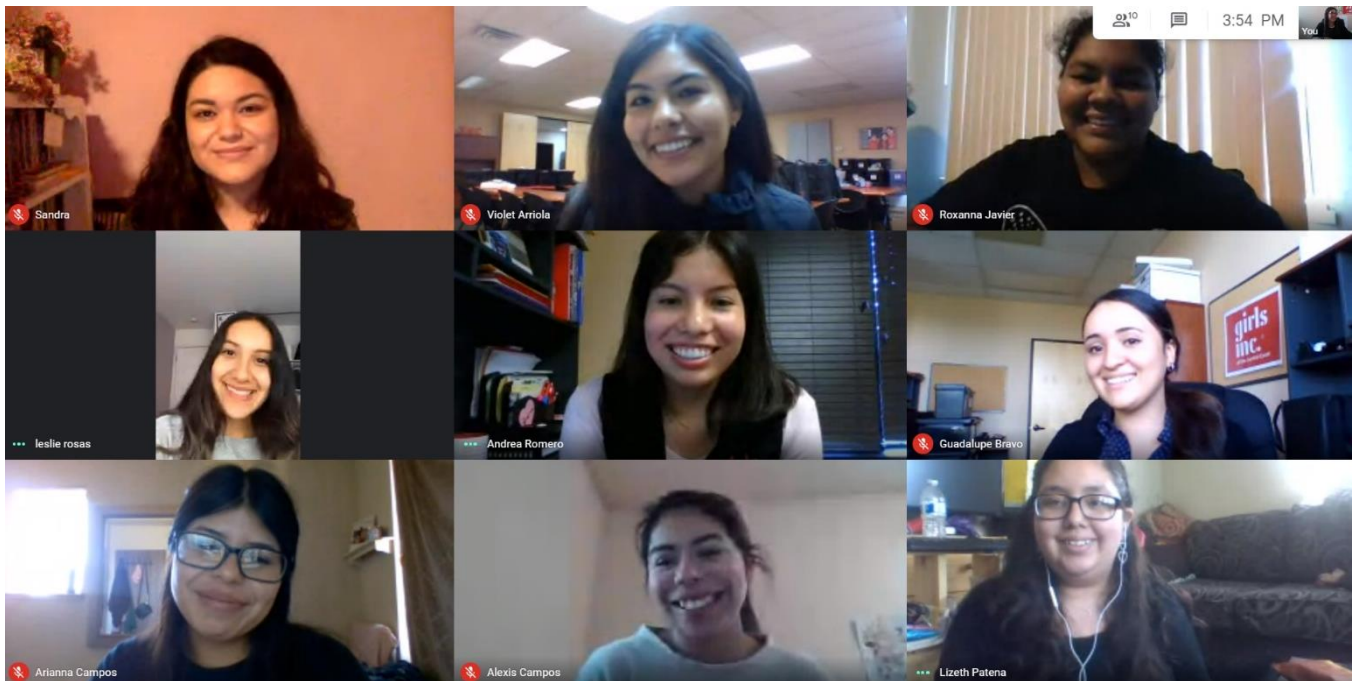 10
3:54 PM
You
Sandra
Violet Arriola
Roxanna Javier
leslie rosas
Andrea Romero
girls
inc.
Guadalupe Bravo
Arianna Campos
Alexis Campos
Lizeth Patena